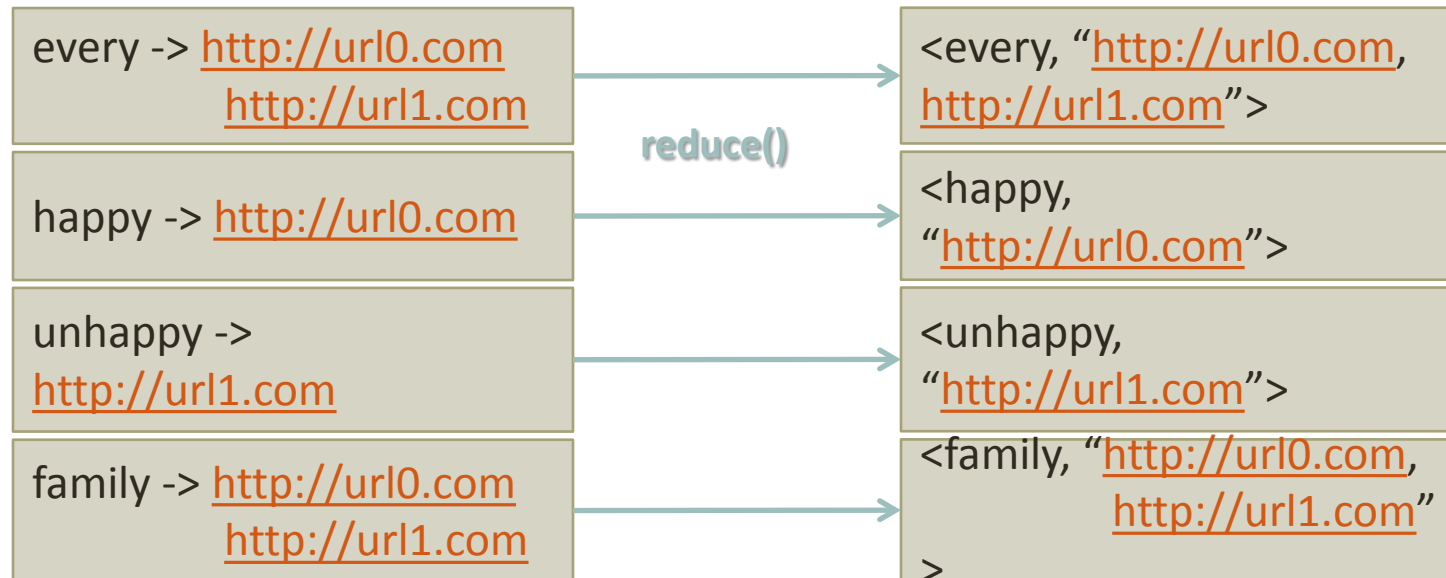 every -> http://url0.com
http://url1.com
<every, “http://url0.com,
http://url1.com”>
reduce()
happy -> http://url0.com
<happy,
“http://url0.com”>
unhappy ->
http://url1.com
<unhappy,
“http://url1.com”>
family -> http://url0.com
http://url1.com
<family, “http://url0.com,
http://url1.com”
>